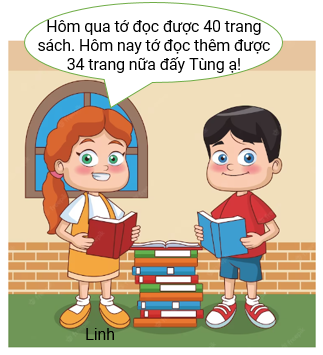 Hôm qua tớ đọc được 40 trang
sách. Hôm nay tớ đọc thêm được
34 trang nữa đấy Tùng ạ!
Linh